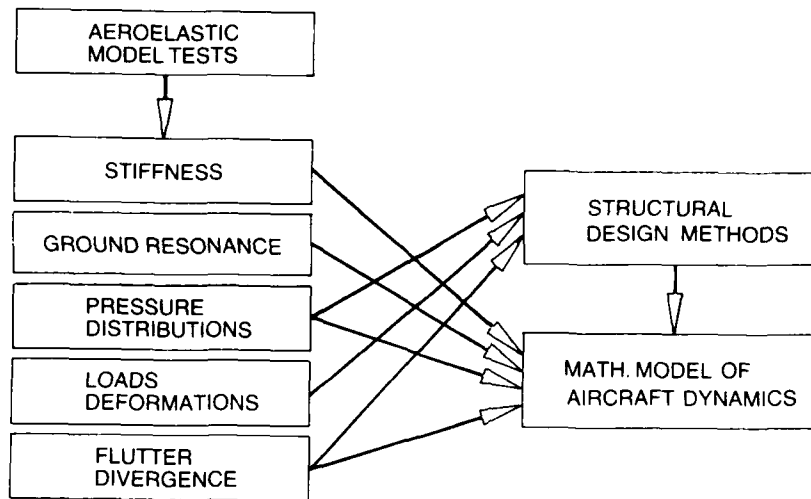 AEROELASTIC
MODEL TESTS
STIFFNESS
GROUND RESONANCE
PRESSURE
DISTRIBUTIONS
LOADS
DEFORMATIONS
FLUTTER
DIVERGENCE
STRUCTURAL
DESIGN METHODS
MATH. MODEL OF
AIRCRAFT DYNAMICS